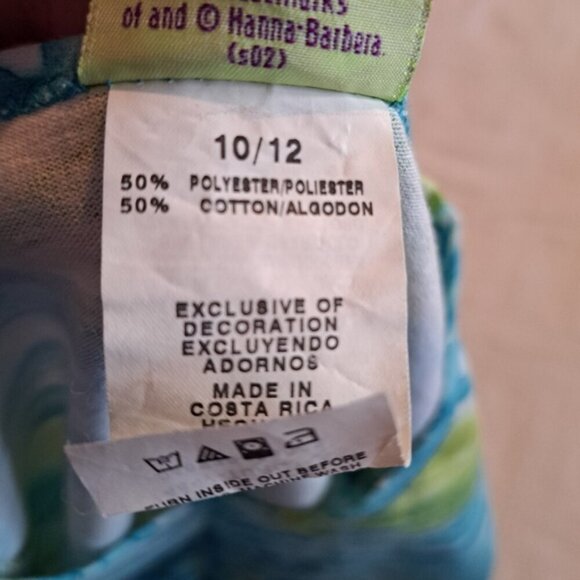 of and © Hanna-Barbera.
(s02)
10/12
50% POLYESTER/POLIESTER
50% COTTON/ALGODON
EXCLUSIVE OF
DECORATION
EXCLUYENDO
ADORNOS
MADE IN
COSTA RICA
TURN INSIDE OUT BEFORE
WASH